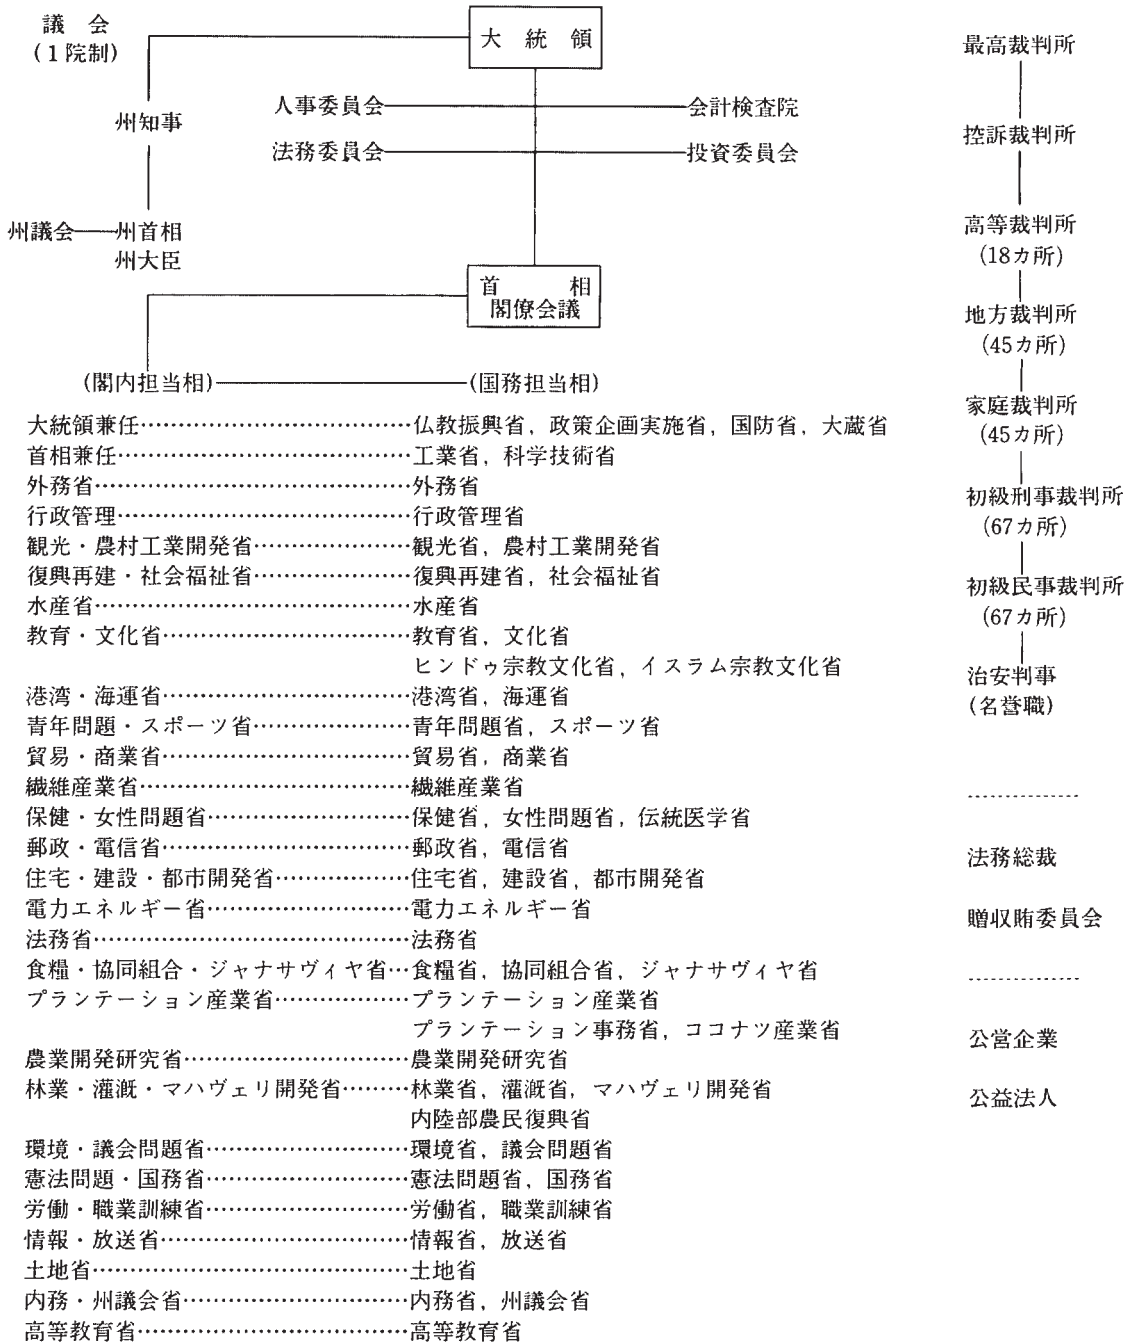 議　会
(1院制)
大　統　領
人事委員会
会計検査院
州知事
法務委員会
投資委員会
州議会
州首相
州大臣
首　　相
閣僚会議
(閣内担当相)
(国務担当相)
大統領兼任……………………………仏教振興省，政策企画実施省，国防省，大蔵省
首相兼任………………………………工業省，科学技術省
外務省…………………………………外務省
行政管理………………………………行政管理省
観光・農村工業開発省………………観光省，農村工業開発省
復興再建・社会福祉省………………復興再建省，社会福祉省
水産省…………………………………水産省
教育・文化省…………………………教育省，文化省
ヒンドゥ宗教文化省，イスラム宗教文化省
港湾・海運省…………………………港湾省，海運省
青年問題・スポーツ省………………青年問題省，スポーツ省
貿易・商業省…………………………貿易省，商業省
繊維産業省……………………………繊維産業省
保健・女性問題省……………………保健省，女性問題省，伝統医学省
郵政・電信省…………………………郵政省，電信省
住宅・建設・都市開発省……………住宅省，建設省，都市開発省
電力エネルギー省……………………電力エネルギー省
法務省…………………………………法務省
食糧・協同組合・ジャナサヴィヤ省…食糧省，協同組合省，ジャナサヴィヤ省
プランテーション産業省……………プランテーション産業省
プランテーション事務省，ココナツ産業省
農業開発研究省………………………農業開発研究省
林業・灌漑・マハヴェリ開発省………林業省，灌漑省，マハヴェリ開発省
内陸部農民復興省
環境・議会問題省……………………環境省，議会問題省
憲法問題・国務省……………………憲法問題省，国務省
労働・職業訓練省……………………労働省，職業訓練省
情報・放送省…………………………情報省，放送省
土地省…………………………………土地省
内務・州議会省………………………内務省，州議会省
高等教育省……………………………高等教育省
最高裁判所
控訴裁判所
高等裁判所
(18カ所)
地方裁判所
(45カ所)
家庭裁判所
(45カ所)
初級刑事裁判所
(67カ所)
初級民事裁判所
(67カ所)
治安判事
(名誉職)
法務総裁
贈収賄委員会
公営企業
公益法人